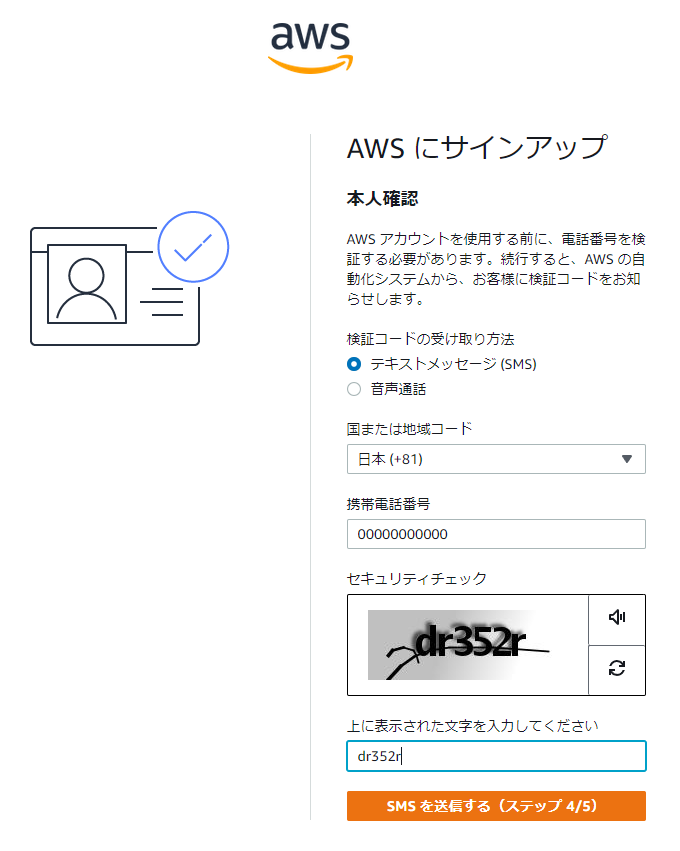 aws
AWS にサインアップ
本人確認
AWS アカウントを使用する前に、電話番号を検
証する必要があります。続行すると、AWS の自
動化システムから、お客様に検証コードをお知
らせします。
検証コードの受け取り方法
テキストメッセージ (SMS)
音声通話
国または地域コード
日本 (+81)
携帯電話番号
00000000000
セキュリティチェック
dr352r
上に表示された文字を入力してください
dr352r
SMS を送信する（ステップ 4/5）